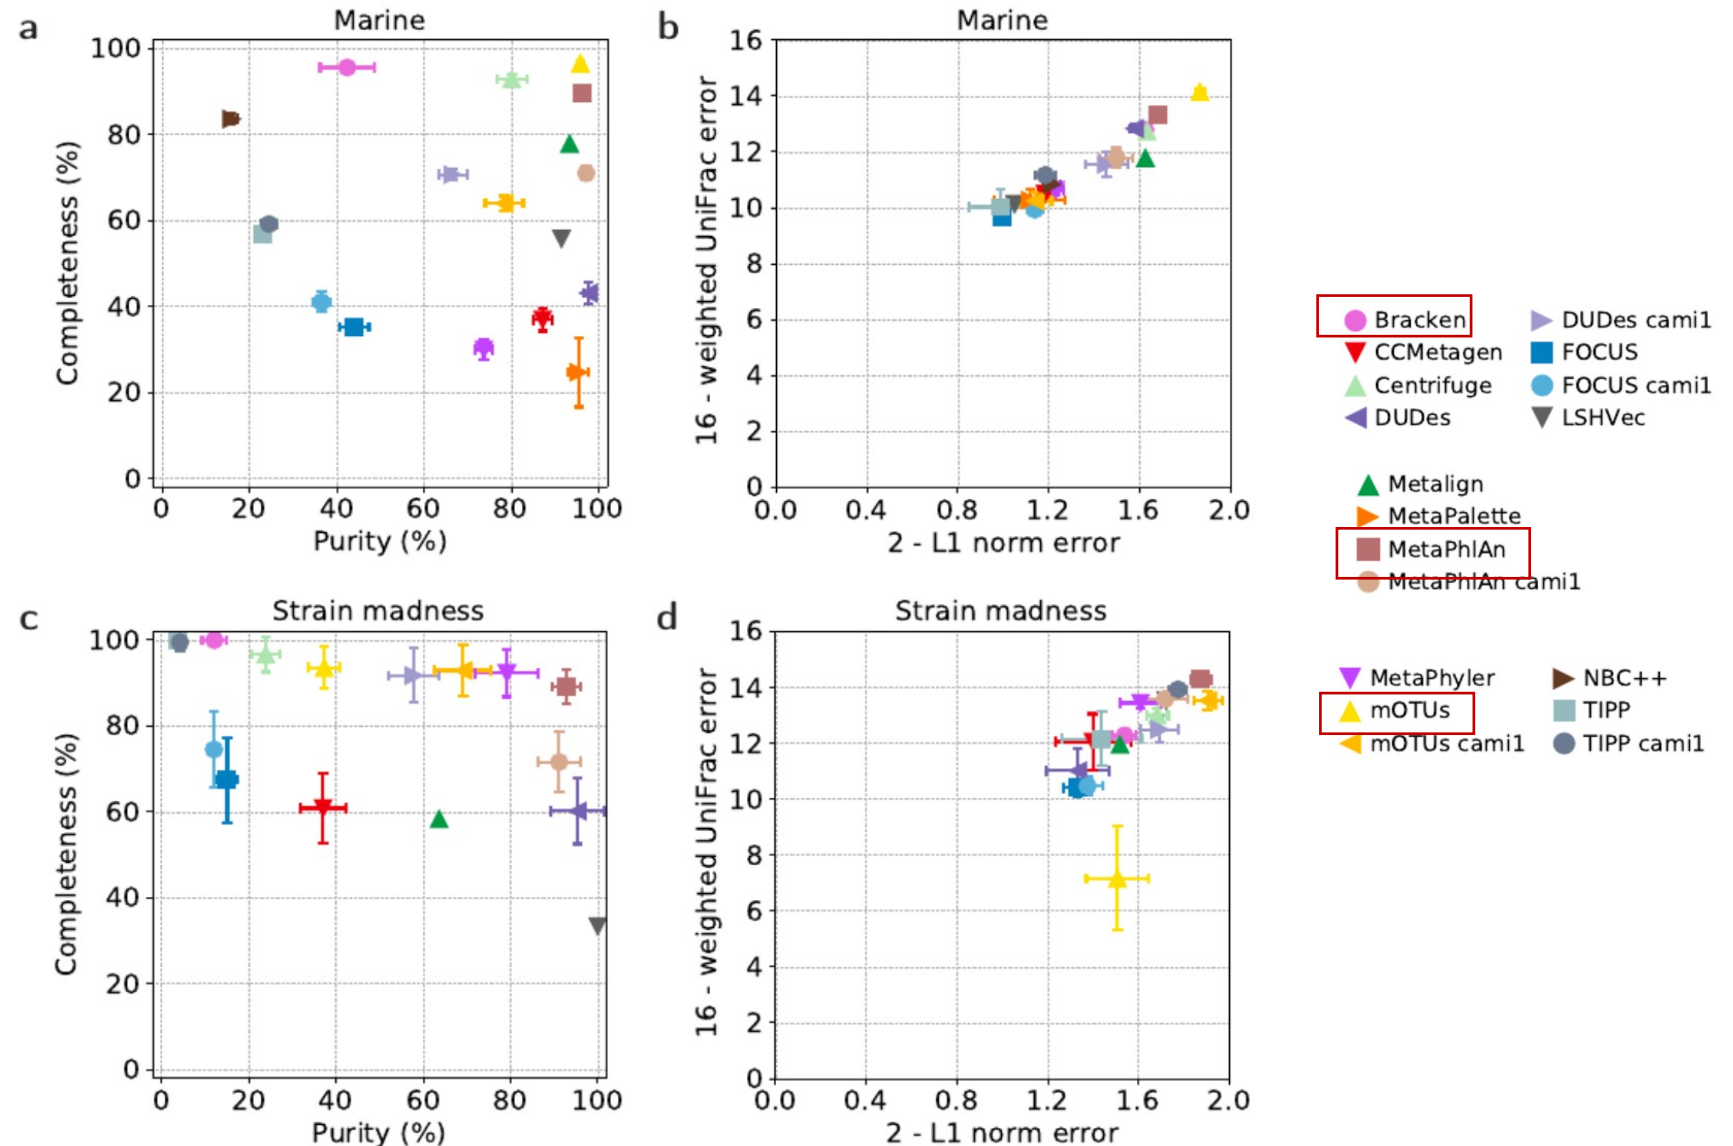 a
Marine
100
80
60
40
20
0
Completeness (%)
0 20 40 60 80 100
Purity (%)
b
Marine
16
14
12
10
8
6
4
2
0
16 - weighted UniFrac error
0.0 0.4 0.8 1.2 1.6 2.0
2 - L1 norm error
c
Strain madness
100
80
60
40
20
0
Completeness (%)
0 20 40 60 80 100
Purity (%)
d
Strain madness
16
14
12
10
8
6
4
2
0
16 - weighted UniFrac error
0.0 0.4 0.8 1.2 1.6 2.0
2 - L1 norm error
Bracken
CCMetagen
Centrifuge
DUDes
DUDes cami1
FOCUS
FOCUS cami1
LSHVec
Metalign
MetaPalette
MetaPhlAn
MetaPhlAn cami1
MetaPhyler
mOTUs
mOTUs cami1
NBC++
TIPP
TIPP cami1